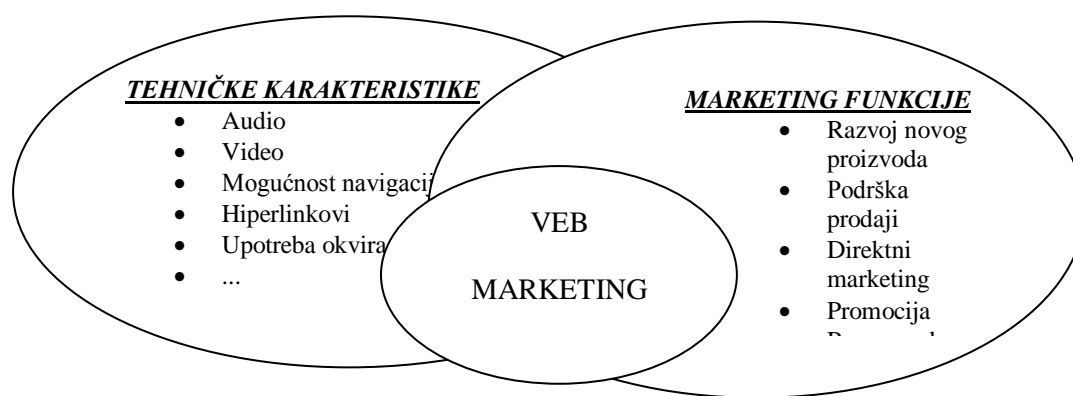 TEHNIČKE KARAKTERISTIKE
• Audio
• Video
• Mogućnost navigacij
• Hiperlinkovi
• Upotreba okvira
• ...
VEB
MARKETING
MARKETING FUNKCIJE
• Razvoj novog
proizvoda
• Podrška
prodaji
• Direktni
marketing
• Promocija